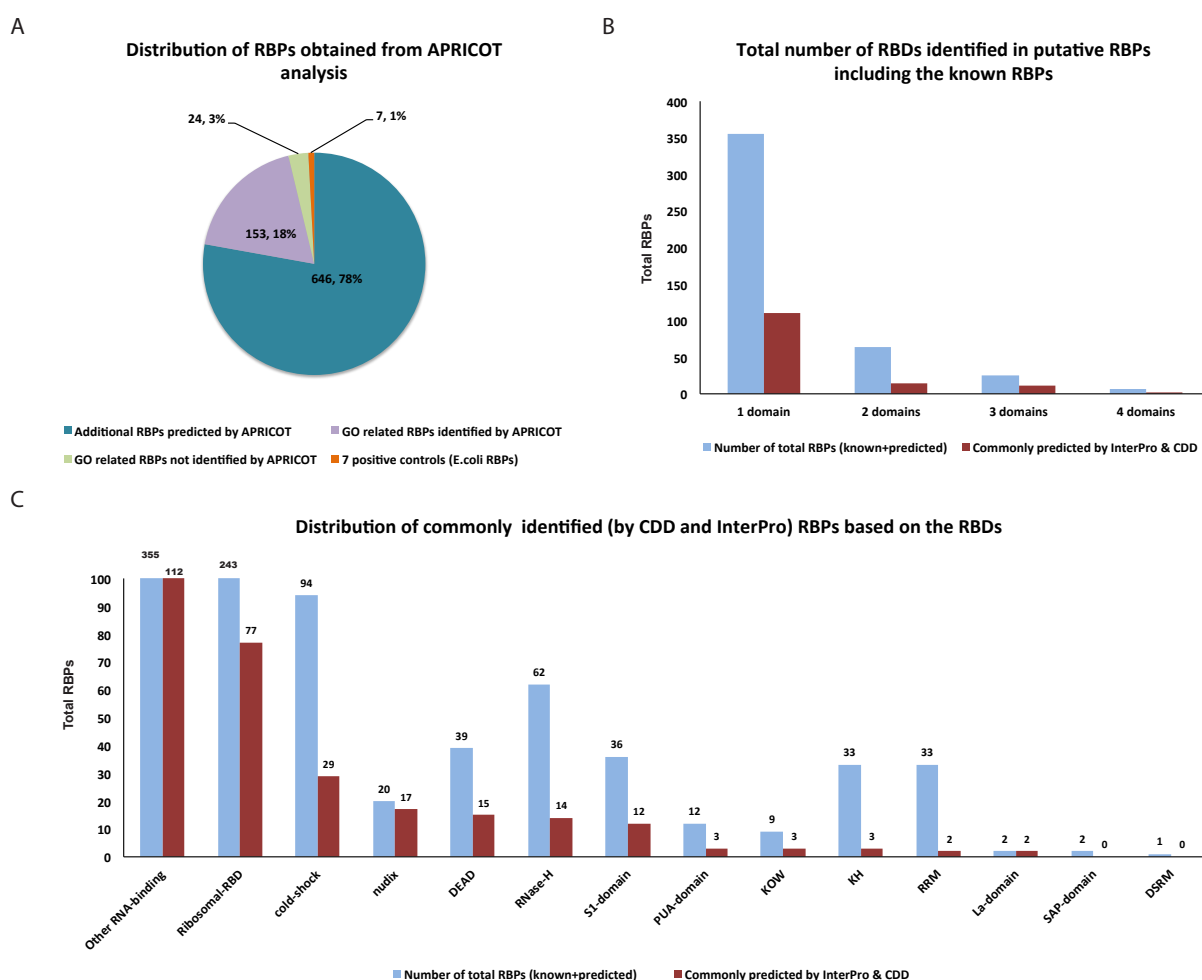 A
Distribution of RBPs obtained from APRICOT
analysis
24, 3%
7, 1%
153, 18%
646, 78%
Additional RBPs predicted by APRICOT
GO related RBPs identified by APRICOT
GO related RBPs not identified by APRICOT
7 positive controls (E.coli RBPs)
B
Total number of RBDs identified in putative RBPs
including the known RBPs
Total RBPs
400
350
300
250
200
150
100
50
0
1 domain
2 domains
3 domains
4 domains
Number of total RBPs (known+predicted)
Commonly predicted by InterPro & CDD
C
Distribution of commonly identified (by CDD and InterPro) RBPs based on the RBDs
Total RBPs
100
90
80
70
60
50
40
30
20
10
0
355
112
243
77
94
29
20
17
39
15
62
14
36
12
12
3
9
3
33
3
33
2
2
2
2
0
1
0
Other RNA-binding
Ribosomal-RBD
cold-shock
nudix
DEAD
RNase-H
S1-domain
PUA-domain
KOW
KH
RRM
La-domain
SAP-domain
DSRM
Number of total RBPs (known+predicted)
Commonly predicted by InterPro & CDD